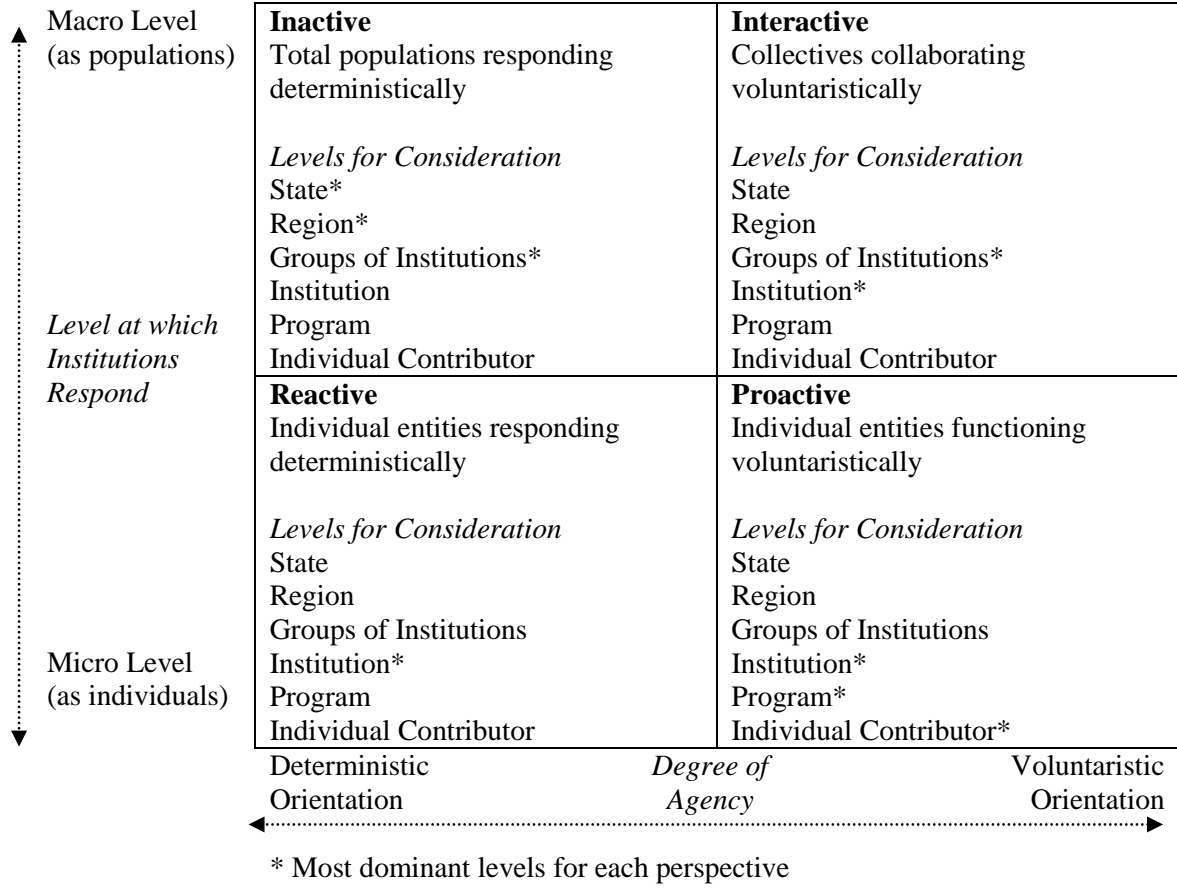 Macro Level
(as populations)
Inactive
Total populations responding
deterministically
Levels for Consideration
State*
Region*
Groups of Institutions*
Institution
Program
Individual Contributor
Interactive
Collectives collaborating
voluntaristically
Levels for Consideration
State
Region
Groups of Institutions*
Institution*
Program
Individual Contributor
Level at which
Institutions
Respond
Reactive
Individual entities responding
deterministically
Levels for Consideration
State
Region
Groups of Institutions
Institution*
Program
Individual Contributor
Proactive
Individual entities functioning
voluntaristically
Levels for Consideration
State
Region
Groups of Institutions
Institution*
Program*
Individual Contributor*
Micro Level
(as individuals)
Deterministic
Orientation
Degree of
Agency
Voluntaristic
Orientation
* Most dominant levels for each perspective